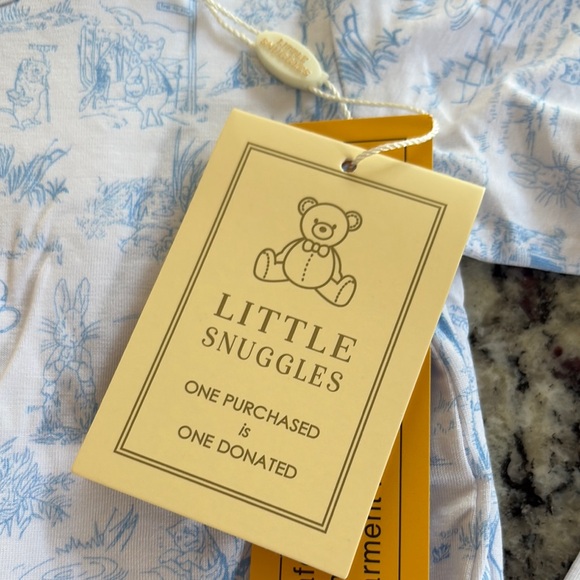 LITTLE
SNUGGLES
ONE PURCHASED
is
ONE DONATED